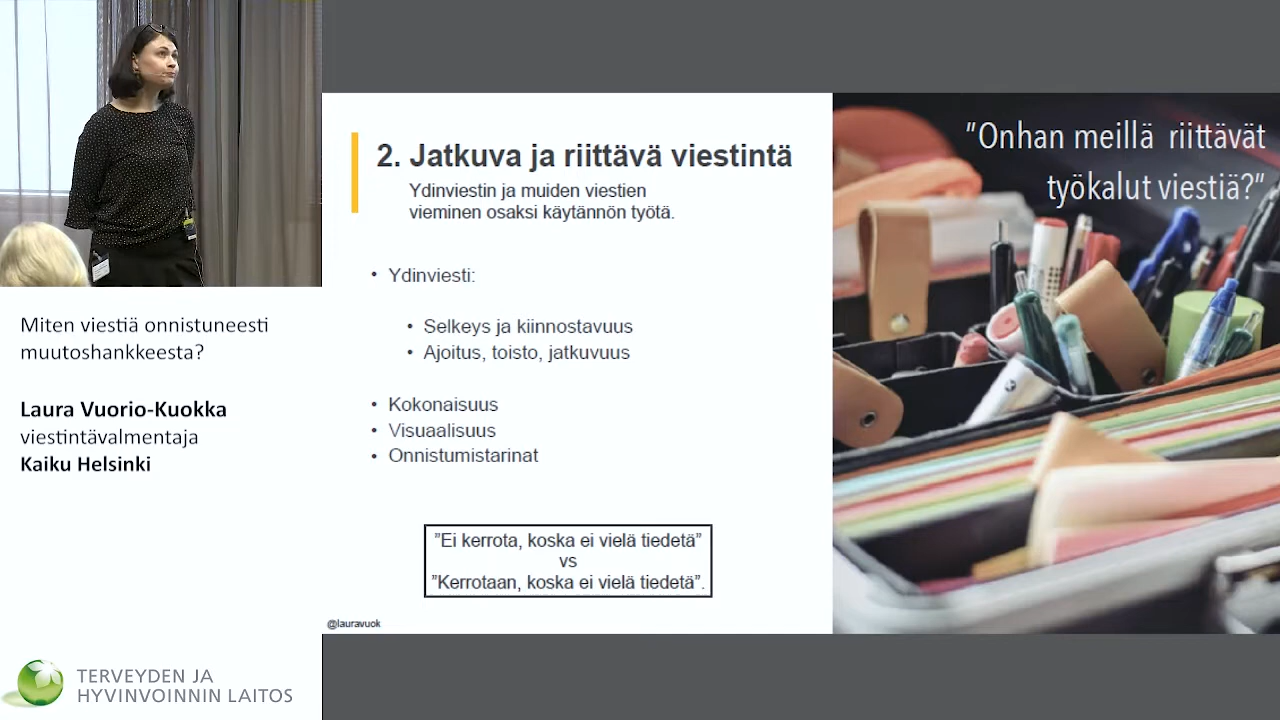 Miten viestiä onnistuneesti
muutoshankkeesta?
Laura Vuorio-Kuokka
viestintävalmentaja
Kaiku Helsinki
TERVEYDEN JA
HYVINVOINNIN LAITOS
2. Jatkuva ja riittävä viestintä
Ydinviestin ja muiden viestien
vieminen osaksi käytännön työtä.
• Ydinviesti:
• Selkeys ja kiinnostavuus
• Ajoitus, toisto, jatkuvuus
• Kokonaisuus
• Visuaalisuus
• Onnistumistarinat
”Ei kerrota, koska ei vielä tiedetä”
vs
”Kerrotaan, koska ei vielä tiedetä”.
@lauravuok
”Onhan meillä riittävät
työkalut viestiä?”